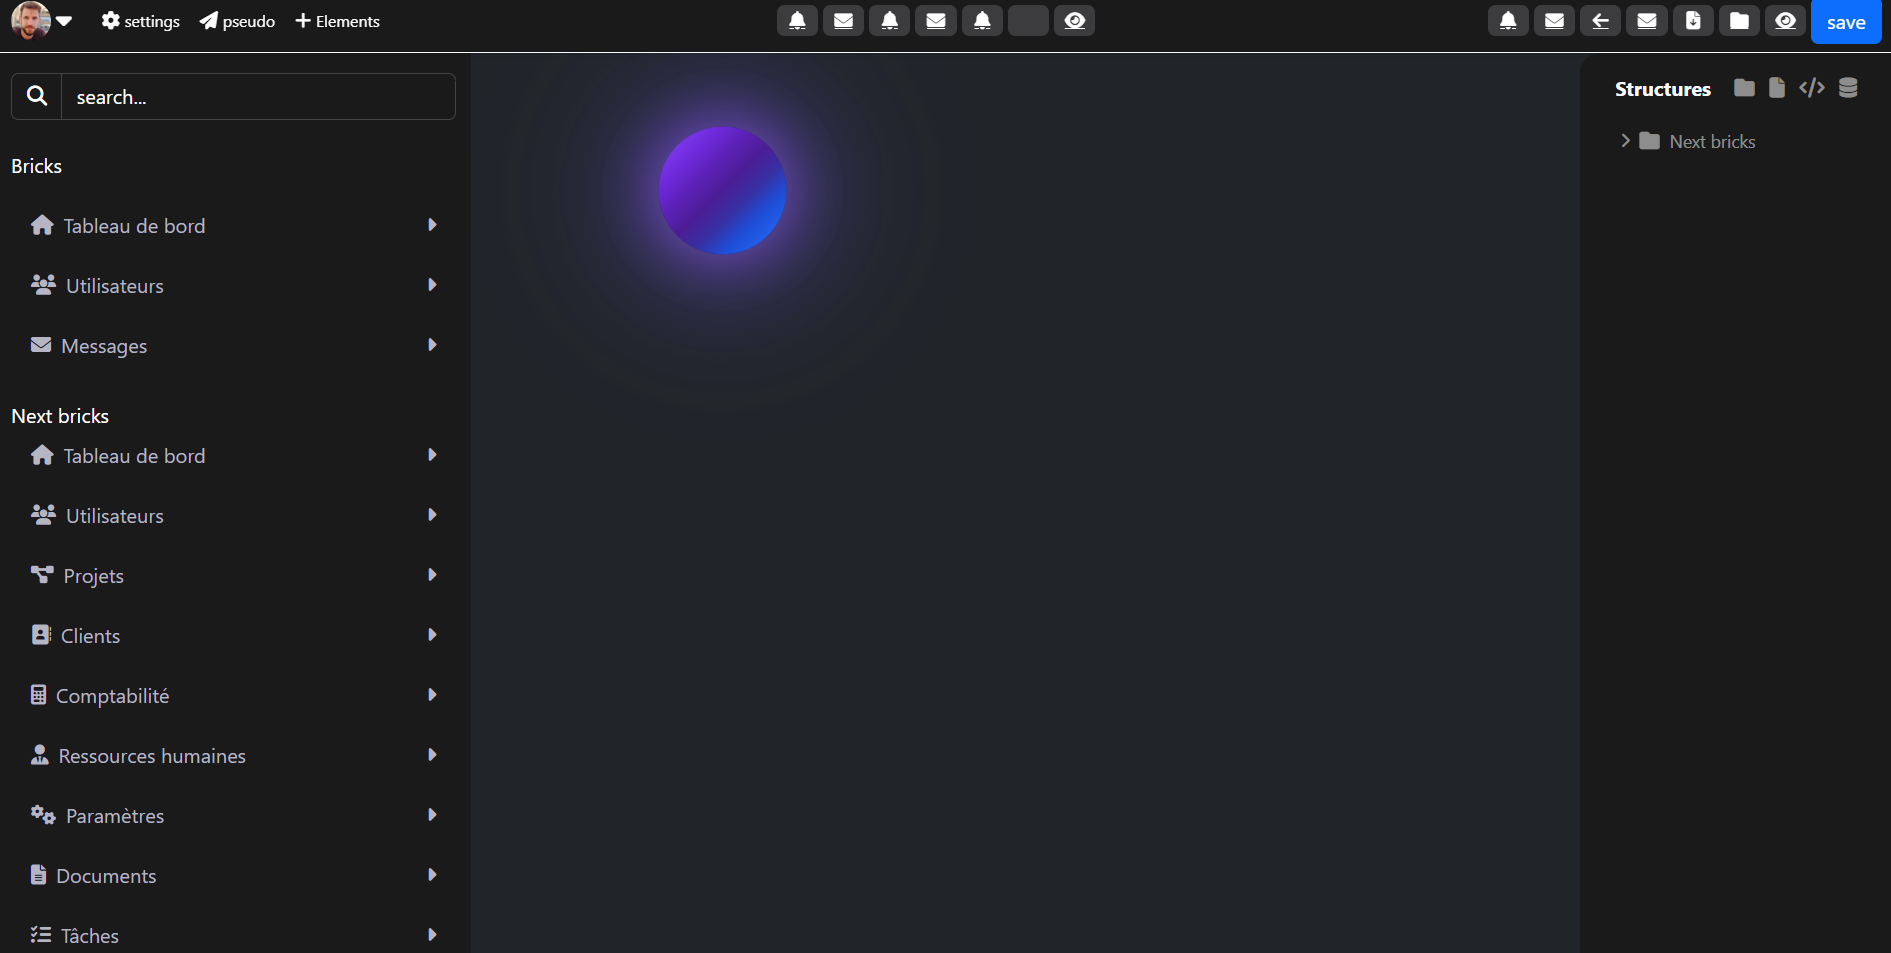 settings pseudo Elements
save
search...
Bricks
Tableau de bord
Utilisateurs
Messages
Next bricks
Tableau de bord
Utilisateurs
Projets
Clients
Comptabilité
Ressources humaines
Paramètres
Documents
Tâches
Structures
Next bricks